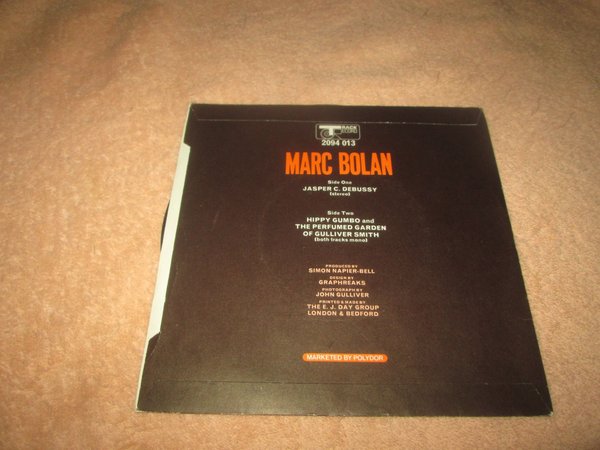 TRACK
RECORD
2094 013
MARC BOLAN
Side One
JASPER C. DEBUSSY
(stereo)
Side Two
HIPPY GUMBO and
THE PERFUMED GARDEN
OF GULLIVER SMITH
(both tracks mono)
PRODUCED BY
SIMON NAPIER-BELL
DESIGN BY
GRAPHREAKS
PHOTOGRAPH BY
JOHN GULLIVER
PRINTED & MADE BY
THE E. J. DAY GROUP
LONDON & BEDFORD
MARKETED BY POLYDOR